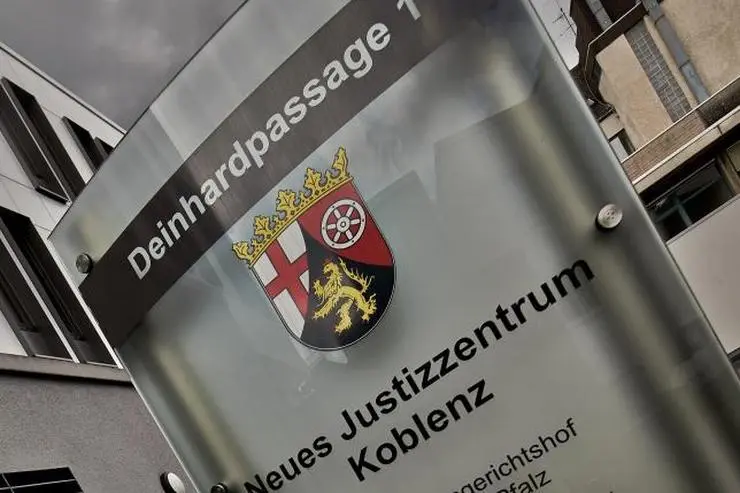 Deinhardpassage 1
Neues Justizzentrum
Koblenz